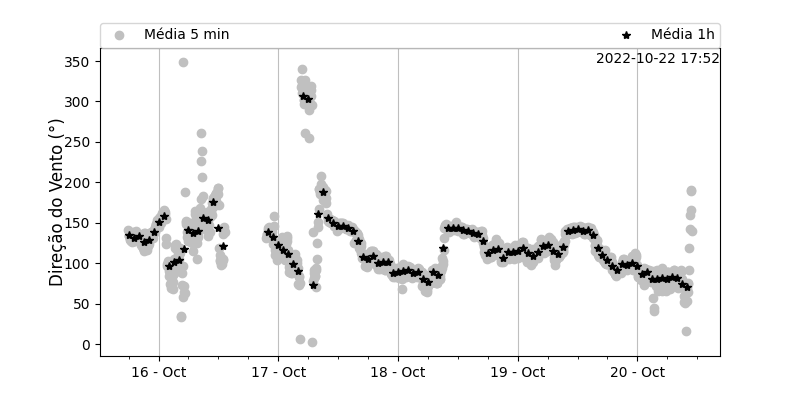 Média 5 min
Média 1h
2022-10-22 17:52
Direção do Vento (°)
350
300
250
200
150
100
50
0
16 - Oct
17 - Oct
18 - Oct
19 - Oct
20 - Oct